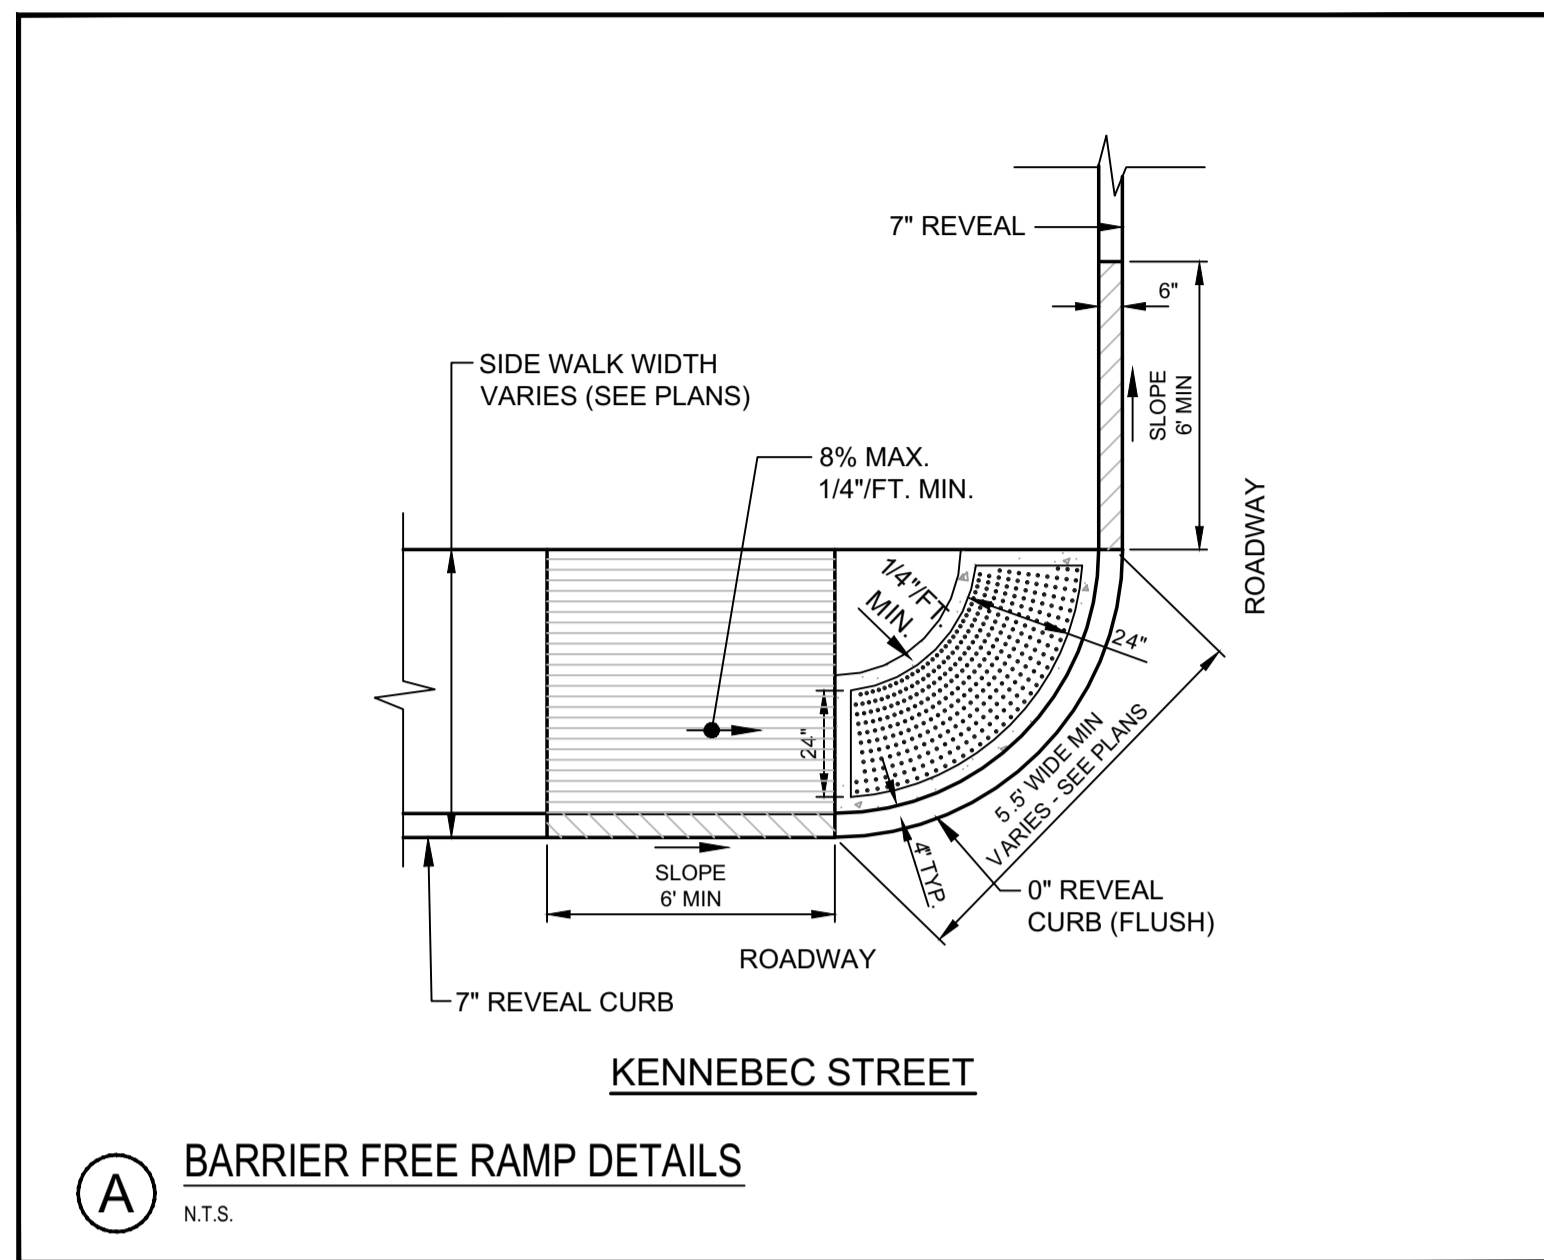 7" REVEAL
6"
SLOPE
6' MIN
SIDE WALK WIDTH
VARIES (SEE PLANS)
8% MAX.
1/4"/FT. MIN.
ROADWAY
1/4"/FT.
MIN.
24"
24"
5.5' WIDE MIN
VARIES - SEE PLANS
4" TYP.
SLOPE
6' MIN
0" REVEAL
CURB (FLUSH)
ROADWAY
7" REVEAL CURB
KENNEBEC STREET
A
BARRIER FREE RAMP DETAILS
N.T.S.